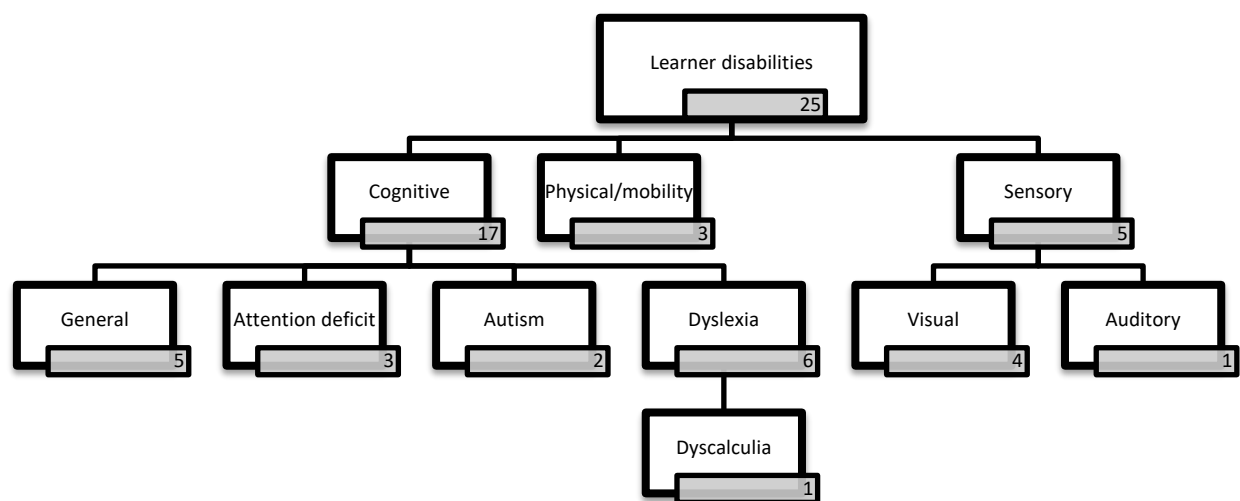 Learner disabilities
25
Cognitive
17
Physical/mobility
3
Sensory
5
General
5
Attention deficit
3
Autism
2
Dyslexia
6
Visual
4
Auditory
1
Dyscalculia
1